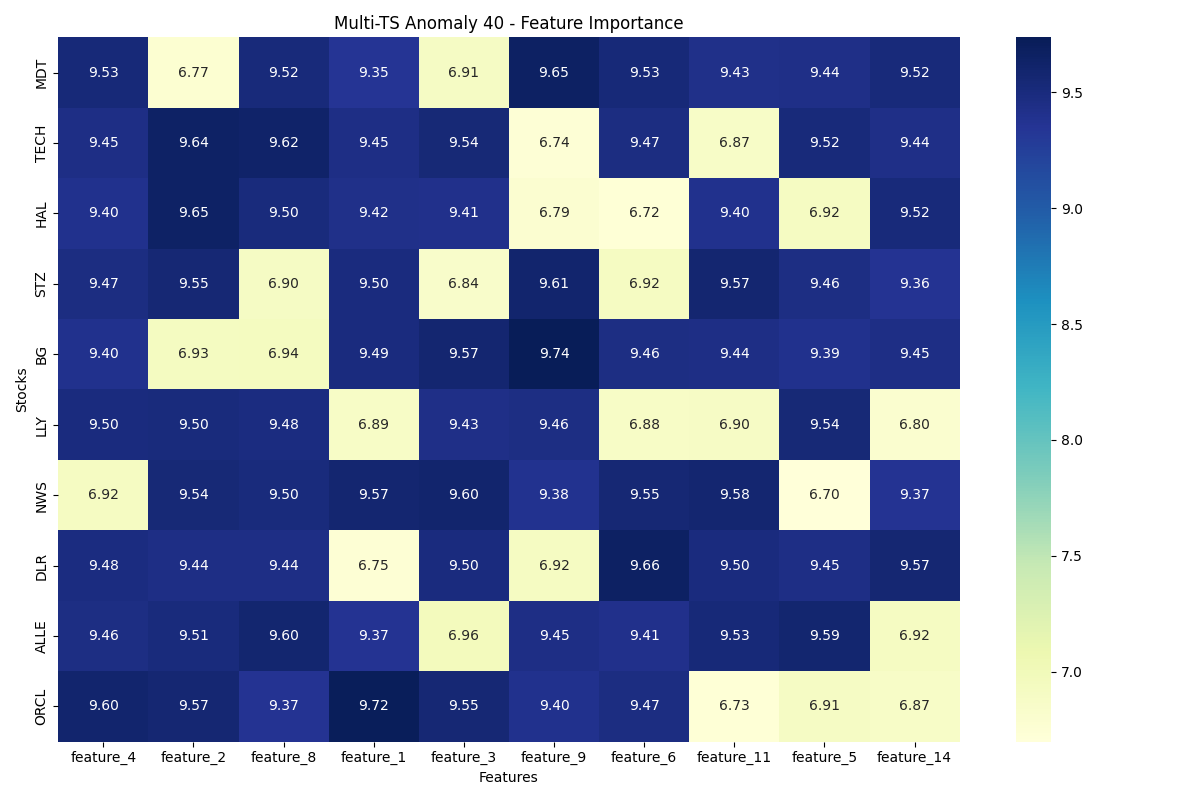 Multi-TS Anomaly 40 - Feature Importance
MDT 9.53 6.77 9.52 9.35 6.91 9.65 9.53 9.43 9.44 9.52
TECH 9.45 9.64 9.62 9.45 9.54 6.74 9.47 6.87 9.52 9.44
HAL 9.40 9.65 9.50 9.42 9.41 6.79 6.72 9.40 6.92 9.52
STZ 9.47 9.55 6.90 9.50 6.84 9.61 6.92 9.57 9.46 9.36
BG 9.40 6.93 6.94 9.49 9.57 9.74 9.46 9.44 9.39 9.45
LLY 9.50 9.50 9.48 6.89 9.43 9.46 6.88 6.90 9.54 6.80
NWS 6.92 9.54 9.50 9.57 9.60 9.38 9.55 9.58 6.70 9.37
DLR 9.48 9.44 9.44 6.75 9.50 6.92 9.66 9.50 9.45 9.57
ALLE 9.46 9.51 9.60 9.37 6.96 9.45 9.41 9.53 9.59 6.92
ORCL 9.60 9.57 9.37 9.72 9.55 9.40 9.47 6.73 6.91 6.87
Stocks
feature_4 feature_2 feature_8 feature_1 feature_3 feature_9 feature_6 feature_11 feature_5 feature_14
Features
9.5
9.0
8.5
8.0
7.5
7.0